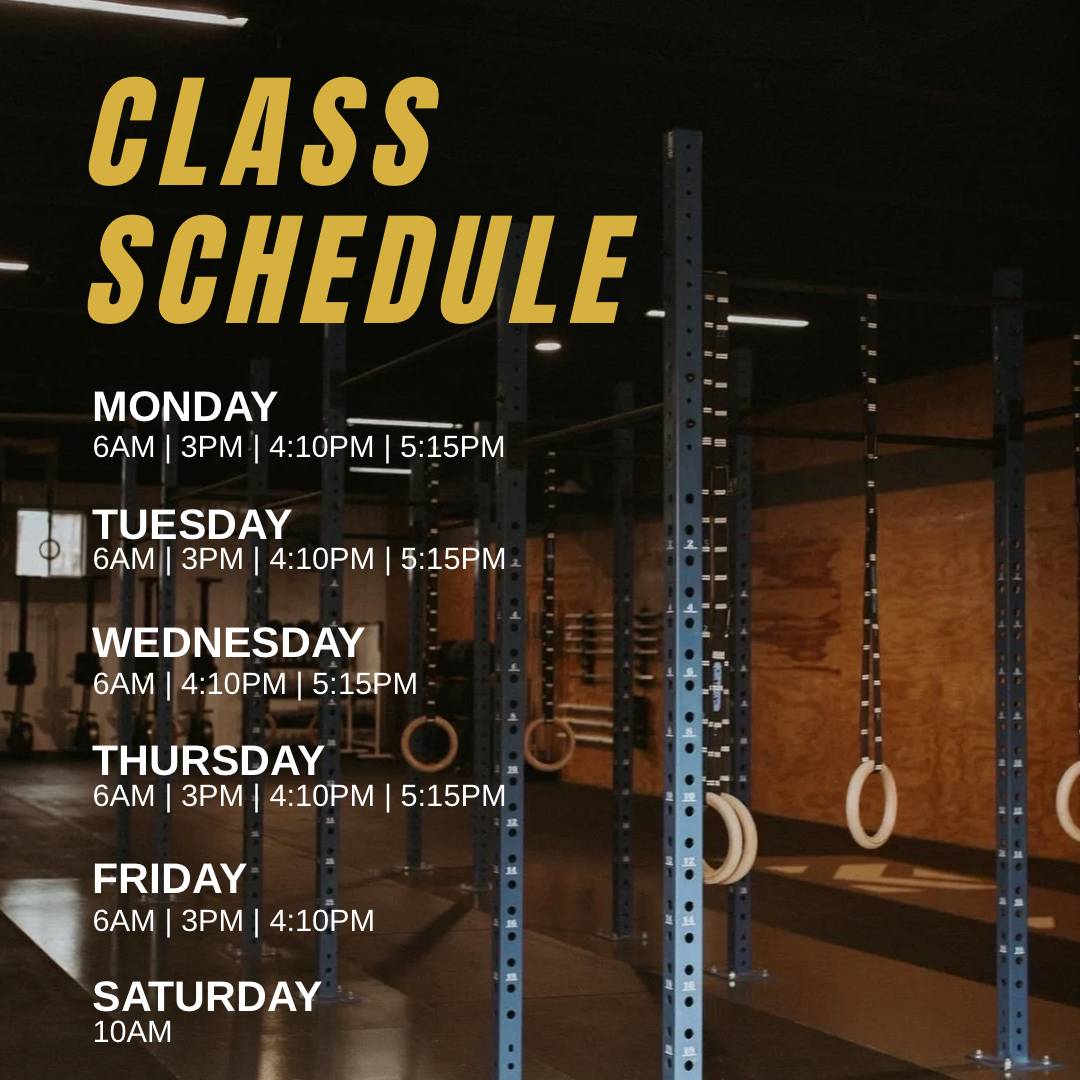 CLASS
SCHEDULE
MONDAY
6AM | 3PM | 4:10PM | 5:15PM
TUESDAY
6AM | 3PM | 4:10PM | 5:15PM
WEDNESDAY
6AM | 4:10PM | 5:15PM
THURSDAY
6AM | 3PM | 4:10PM | 5:15PM
FRIDAY
6AM | 3PM | 4:10PM
SATURDAY
10AM